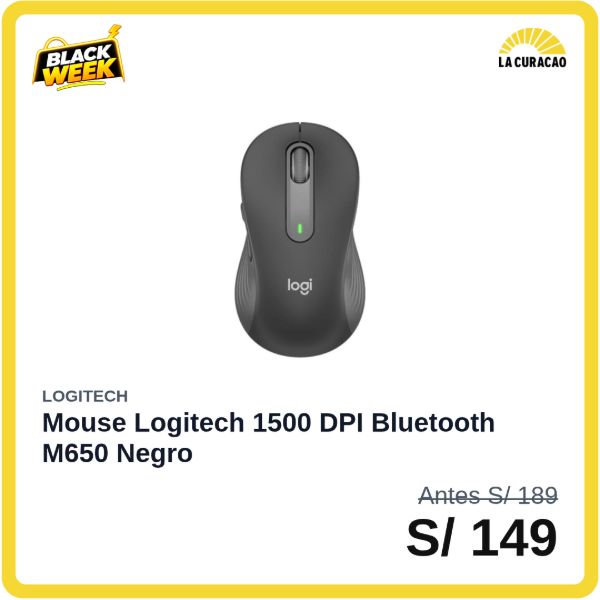 BLACK
WEEK
LA CURACAO
logi
LOGITECH
Mouse Logitech 1500 DPI Bluetooth
M650 Negro
Antes S/ 189
S/ 149